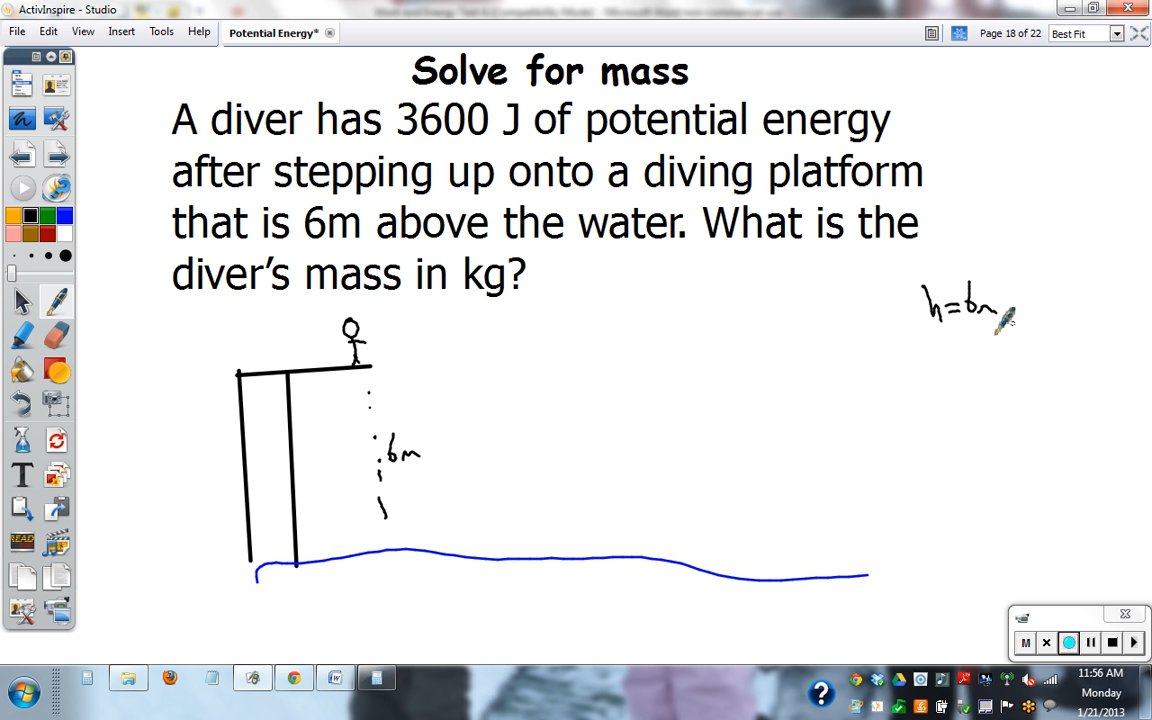 ActivInspire - Studio
File Edit View Insert Tools Help
Potential Energy*
Page 18 of 22
Best Fit
Solve for mass
A diver has 3600 J of potential energy
after stepping up onto a diving platform
that is 6m above the water. What is the
diver's mass in kg?
h=6m
6m
T
READ
M
W
?
11:56 AM
Monday
1/21/2013